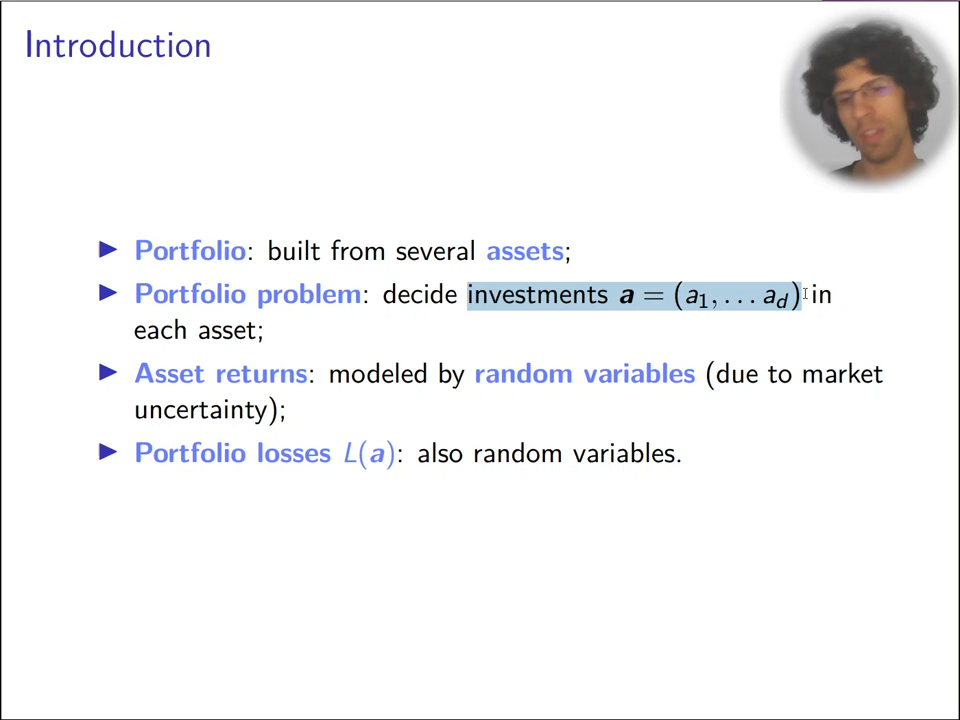 Introduction
▶ Portfolio: built from several assets;
▶ Portfolio problem: decide investments a = (a₁, . . . a_d) in
each asset;
▶ Asset returns: modeled by random variables (due to market
uncertainty);
▶ Portfolio losses L(a): also random variables.